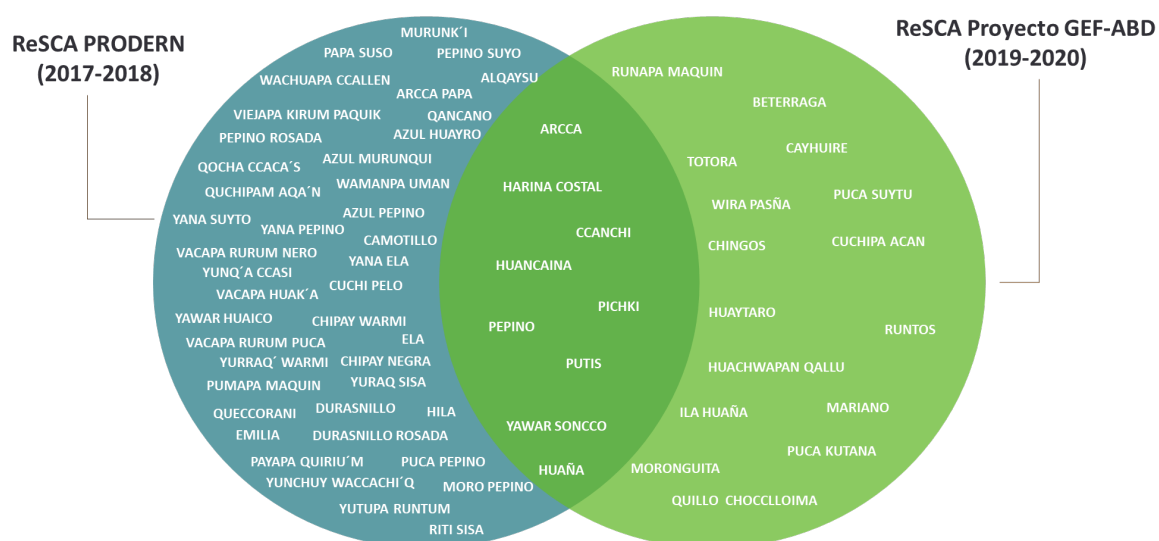 ReSCA PRODERN
(2017-2018)
MURUNK´I
PAPA SUSO
PEPINO SUYO
WACHUAPA CCALLEN
ALQAYSU
ARCCA PAPA
VIEJAPA KIRUM PAQUIK
QANCANO
PEPINO ROSADA
AZUL HUAYRO
QOCHA CCACA´S
AZUL MURUNQUI
QUCHIPAM AQA´N
WAMANPA UMAN
YANA SUYTO
AZUL PEPINO
YANA PEPINO
CAMOTILLO
VACAPA RURUM NERO
YANA ELA
YUNQ´A CCASI
CUCHI PELO
VACAPA HUAK´A
YAWAR HUAICO
CHIPAY WARMI
VACAPA RURUM PUCA
ELA
YURRAQ´ WARMI
CHIPAY NEGRA
PUMAPA MAQUIN
YURAQ SISA
QUECCORANI
DURASNILLO
HILA
EMILIA
DURASNILLO ROSADA
PAYAPA QUIRIU´M
PUCA PEPINO
YUNCHUY WACCACHI´Q
MORO PEPINO
YUTUPA RUNTUM
RITI SISA
ARCCA
HARINA COSTAL
CCANCHI
HUANCAINA
PICHKI
PEPINO
PUTIS
YAWAR SONCCO
HUAÑA
ReSCA Proyecto GEF-ABD
(2019-2020)
RUNAPA MAQUIN
BETERRAGA
CAYHUIRE
TOTORA
PUCA SUYTU
WIRA PASÑA
CUCHIPA ACAN
CHINGOS
HUAYTARO
RUNTOS
HUACHWAPAN QALLU
MARIANO
ILA HUAÑA
PUCA KUTANA
MORONGUITA
QUILLO CHOCCLLOIMA